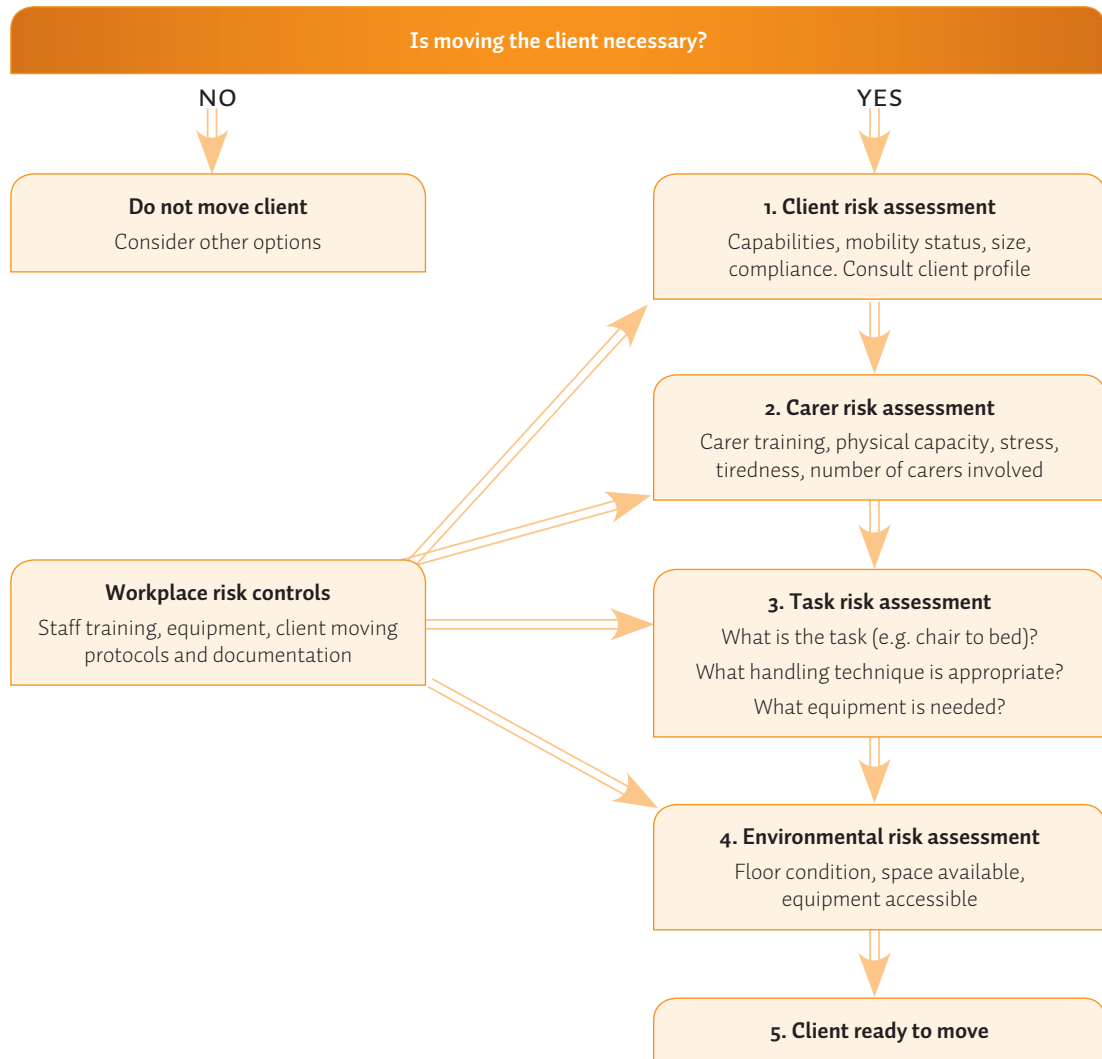 Is moving the client necessary?
NO
YES
Do not move client
Consider other options
1. Client risk assessment
Capabilities, mobility status, size,
compliance. Consult client profile
2. Carer risk assessment
Carer training, physical capacity, stress,
tiredness, number of carers involved
Workplace risk controls
Staff training, equipment, client moving
protocols and documentation
3. Task risk assessment
What is the task (e.g. chair to bed)?
What handling technique is appropriate?
What equipment is needed?
4. Environmental risk assessment
Floor condition, space available,
equipment accessible
5. Client ready to move